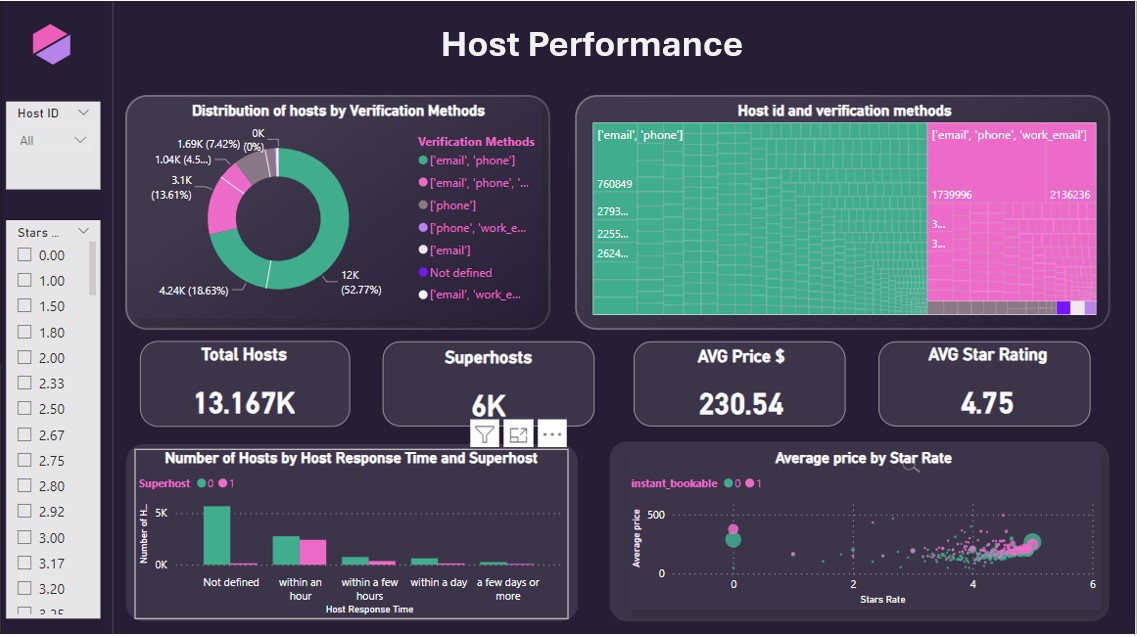 Host Performance
Host ID
All
Stars ...
0.00
1.00
1.50
1.80
2.00
2.33
2.50
2.67
2.75
2.80
2.92
3.00
3.17
3.20
3.25
Distribution of hosts by Verification Methods
0K
(0%)
1.69K (7.42%)
1.04K (4.5...)
3.1K
(13.61%)
4.24K (18.63%)
12K
(52.77%)
Verification Methods
['email', 'phone']
['email', 'phone', '...
['phone']
['phone', 'work_e...
['email']
Not defined
['email', 'work_e...
Host id and verification methods
['email', 'phone']
760849
2793...
2255...
2624...
['email', 'phone', 'work_email']
1739996
2136236
3...
3...
Total Hosts
13.167K
Superhosts
6K
AVG Price $
230.54
AVG Star Rating
4.75
Number of Hosts by Host Response Time and Superhost
Superhost 0 1
Number of H...
5K
0K
Not defined
within an
hour
within a few
hours
within a day
a few days or
more
Host Response Time
Average price by Star Rate
instant_bookable 0 1
Average price
500
0
0 2 4 6
Stars Rate